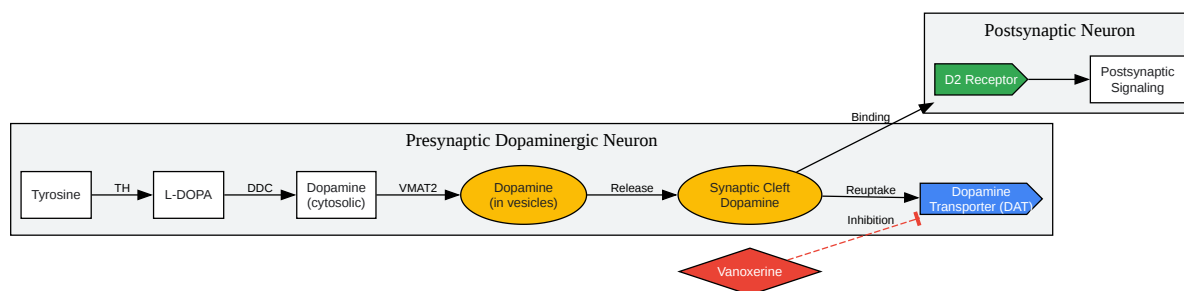 Postsynaptic Neuron
D2 Receptor
Postsynaptic
Signaling
Binding
Presynaptic Dopaminergic Neuron
Tyrosine
TH
L-DOPA
DDC
Dopamine
(cytosolic)
VMAT2
Dopamine
(in vesicles)
Release
Synaptic Cleft
Dopamine
Reuptake
Dopamine
Transporter (DAT)
Inhibition
Vanoxerine